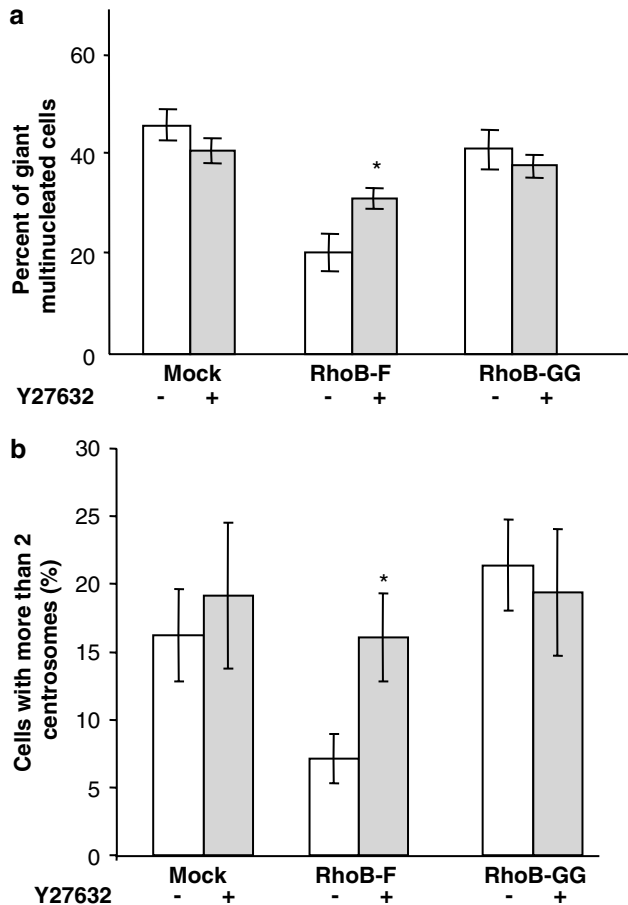 a
Percent of giant
multinucleated cells
60
40
20
0
*
Mock RhoB-F RhoB-GG
Y27632 - + - + - +
b
Cells with more than 2
centrosomes (%)
30
25
20
15
10
5
0
*
Mock RhoB-F RhoB-GG
Y27632 - + - + - +